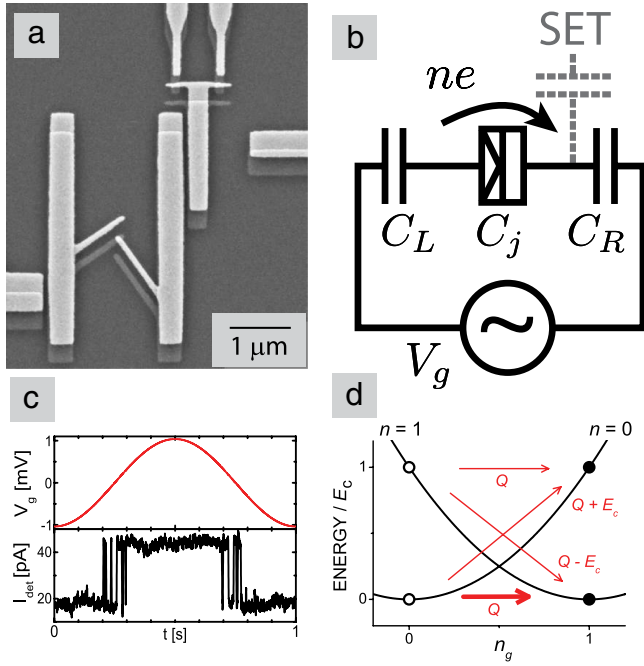 a
1 μm
b
SET
ne
C_L
C_j
C_R
~
V_g
c
V_g [mV]
1
0
-1
I_det [pA]
40
20
0
t [s]
1
d
n = 1
n = 0
ENERGY / E_c
1
0
Q
Q + E_c
Q - E_c
Q
0
n_g
1